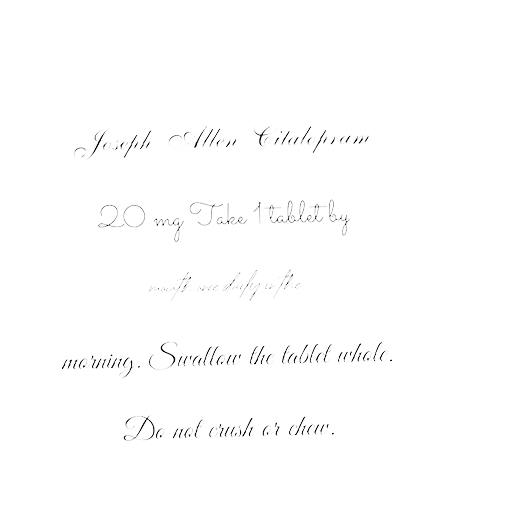 Joseph Allen Citalopram
20 mg Take 1 tablet by
mouth once daily in the
morning. Swallow the tablet whole.
Do not crush or chew.